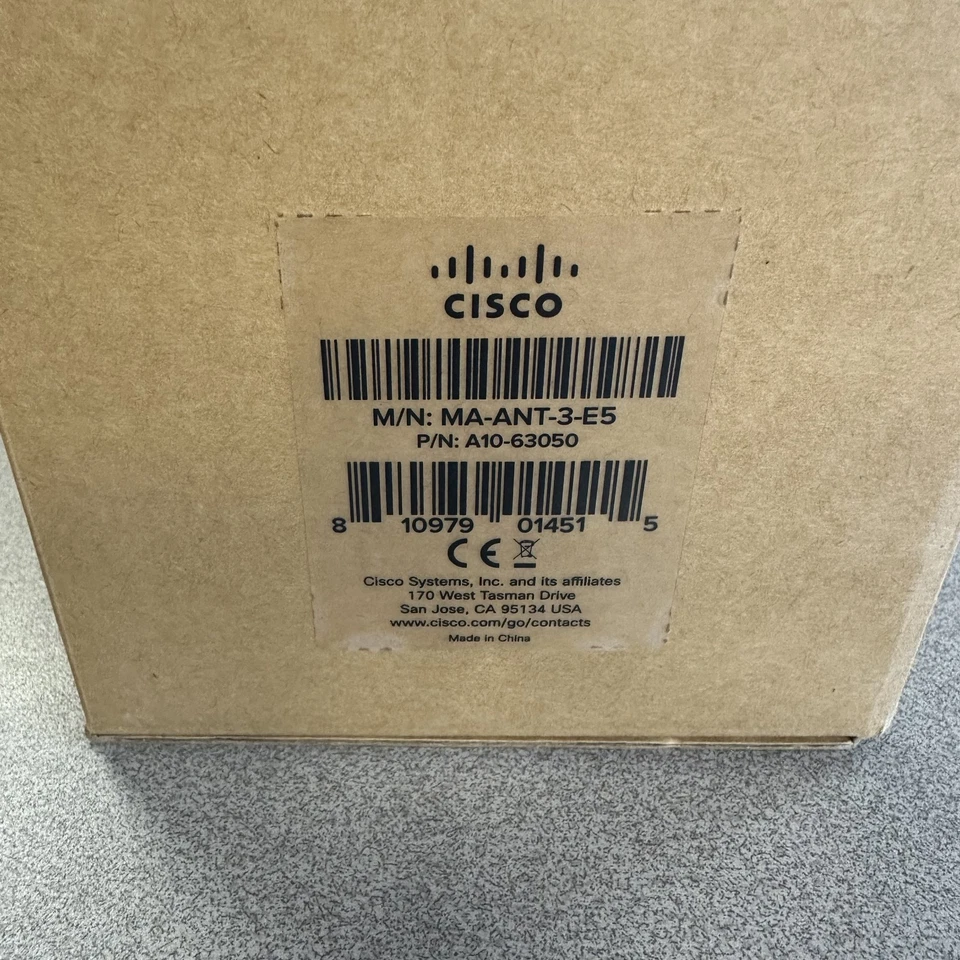 CISCO
M/N: MA-ANT-3-E5
P/N: A10-63050
8 10979 01451 5
CE
Cisco Systems, Inc. and its affiliates
170 West Tasman Drive
San Jose, CA 95134 USA
www.cisco.com/go/contacts
Made in China